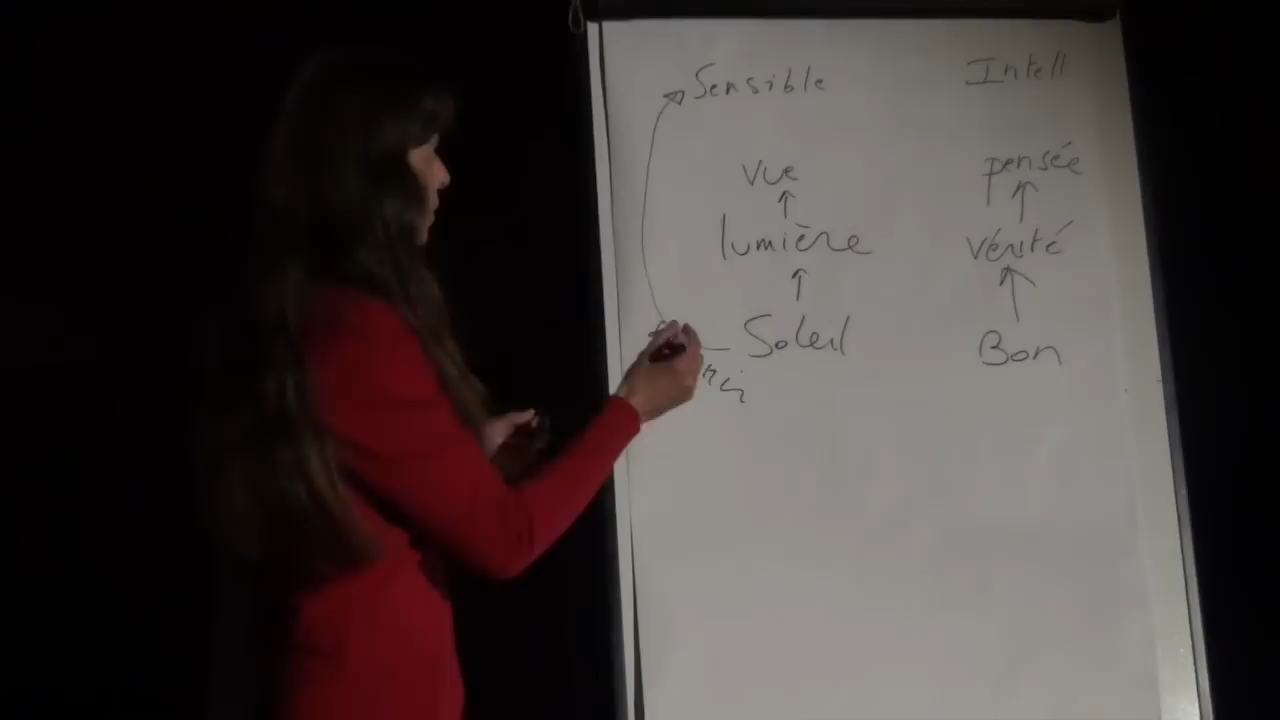 Sensible Intell
vue pensée
lumière vérité
Soleil Bon